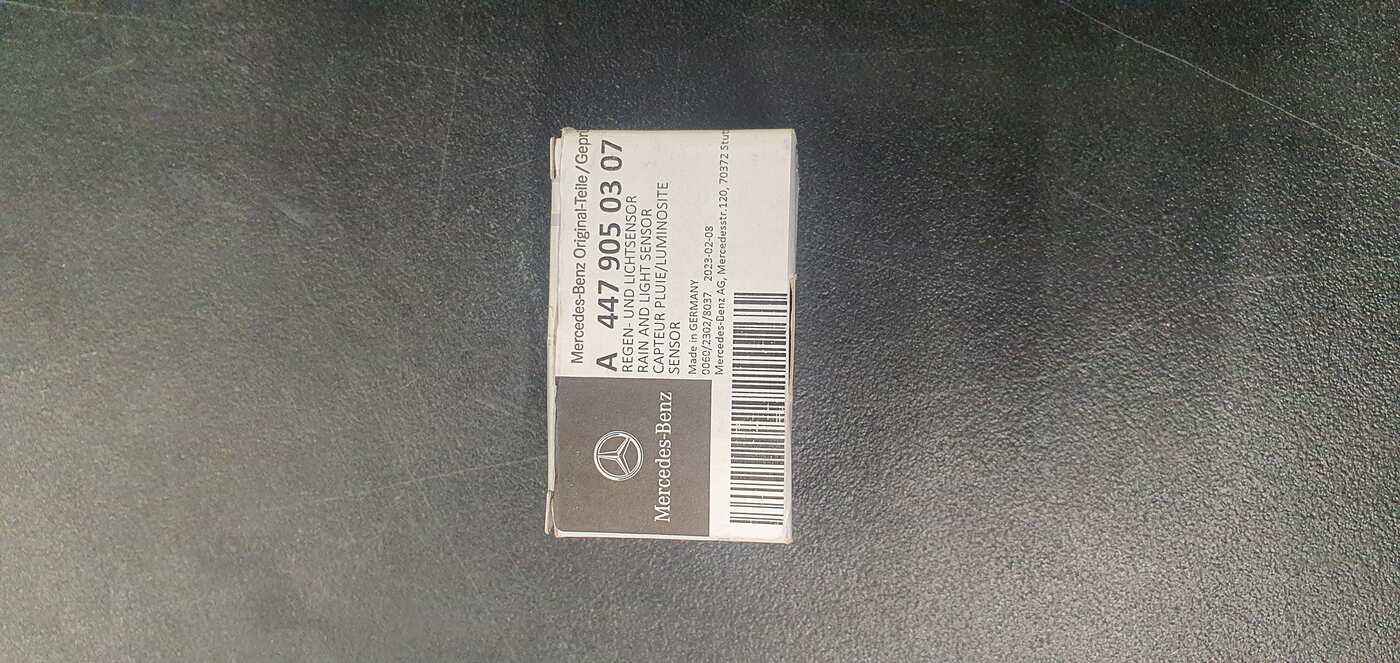 Mercedes-Benz Original-Teile/Gepr
A 447 905 03 07
REGEN- UND LICHTSENSOR
RAIN AND LIGHT SENSOR
CAPTEUR PLUIE/LUMINOSITE
SENSOR
Made in GERMANY
0060/2302/8037 2023-02-08
Mercedes-Benz AG, Mercedesstr.120, 70372 Stut
Mercedes-Benz